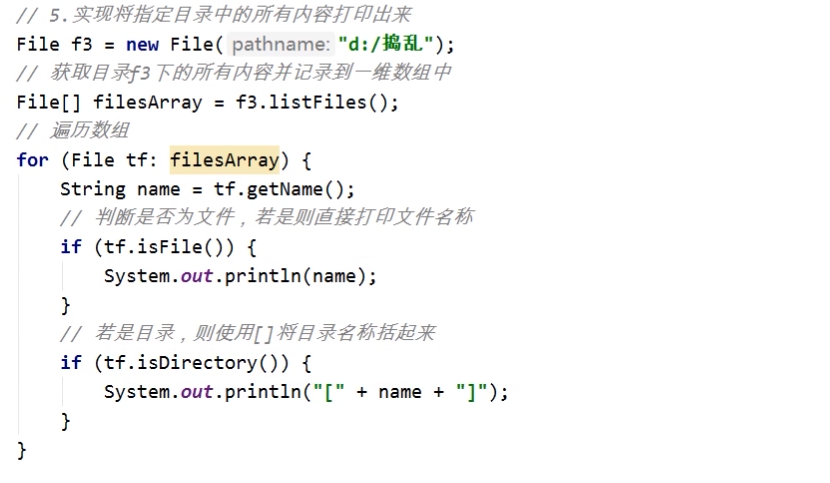 // 5.实现将指定目录中的所有内容打印出来
File f3 = new File( pathname: "d:/捣乱");
// 获取目录f3下的所有内容并记录到一维数组中
File[] filesArray = f3.listFiles();
// 遍历数组
for (File tf: filesArray) {
    String name = tf.getName();
    // 判断是否为文件，若是则直接打印文件名称
    if (tf.isFile()) {
        System.out.println(name);
    }
    // 若是目录，则使用[]将目录名称括起来
    if (tf.isDirectory()) {
        System.out.println("[" + name + "]");
    }
}